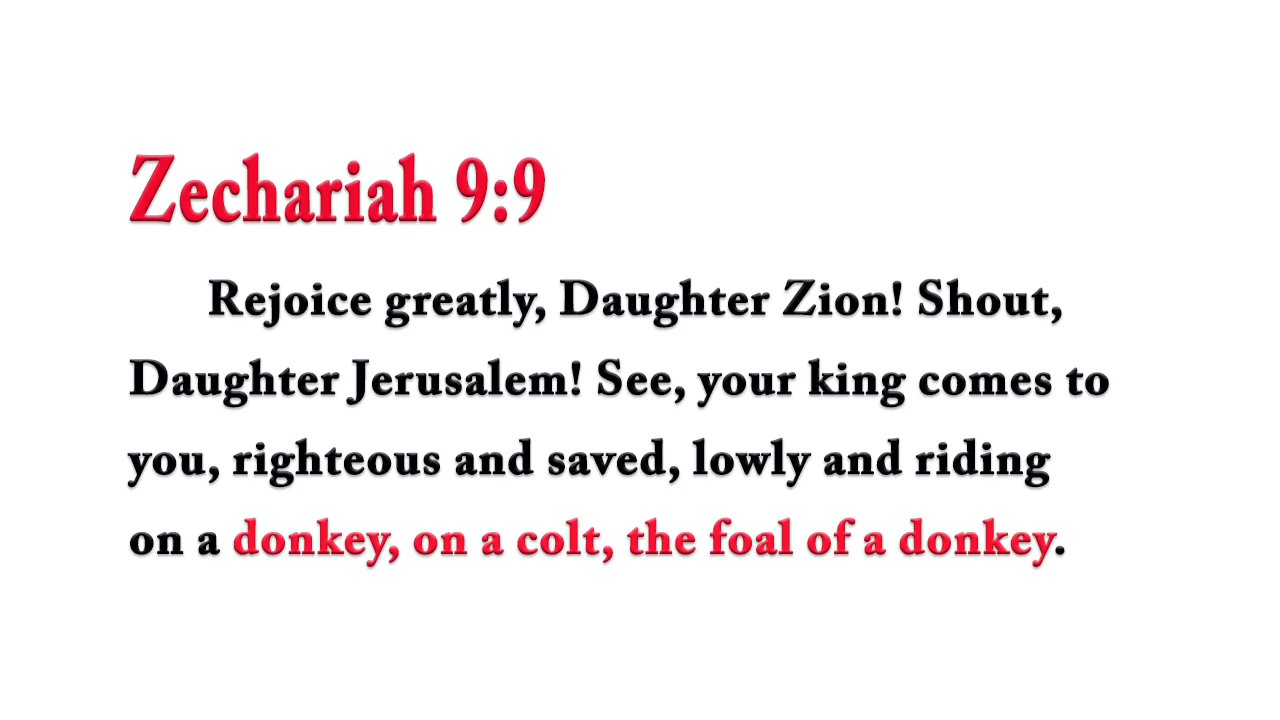 Zechariah 9:9
Rejoice greatly, Daughter Zion! Shout,
Daughter Jerusalem! See, your king comes to
you, righteous and saved, lowly and riding
on a donkey, on a colt, the foal of a donkey.